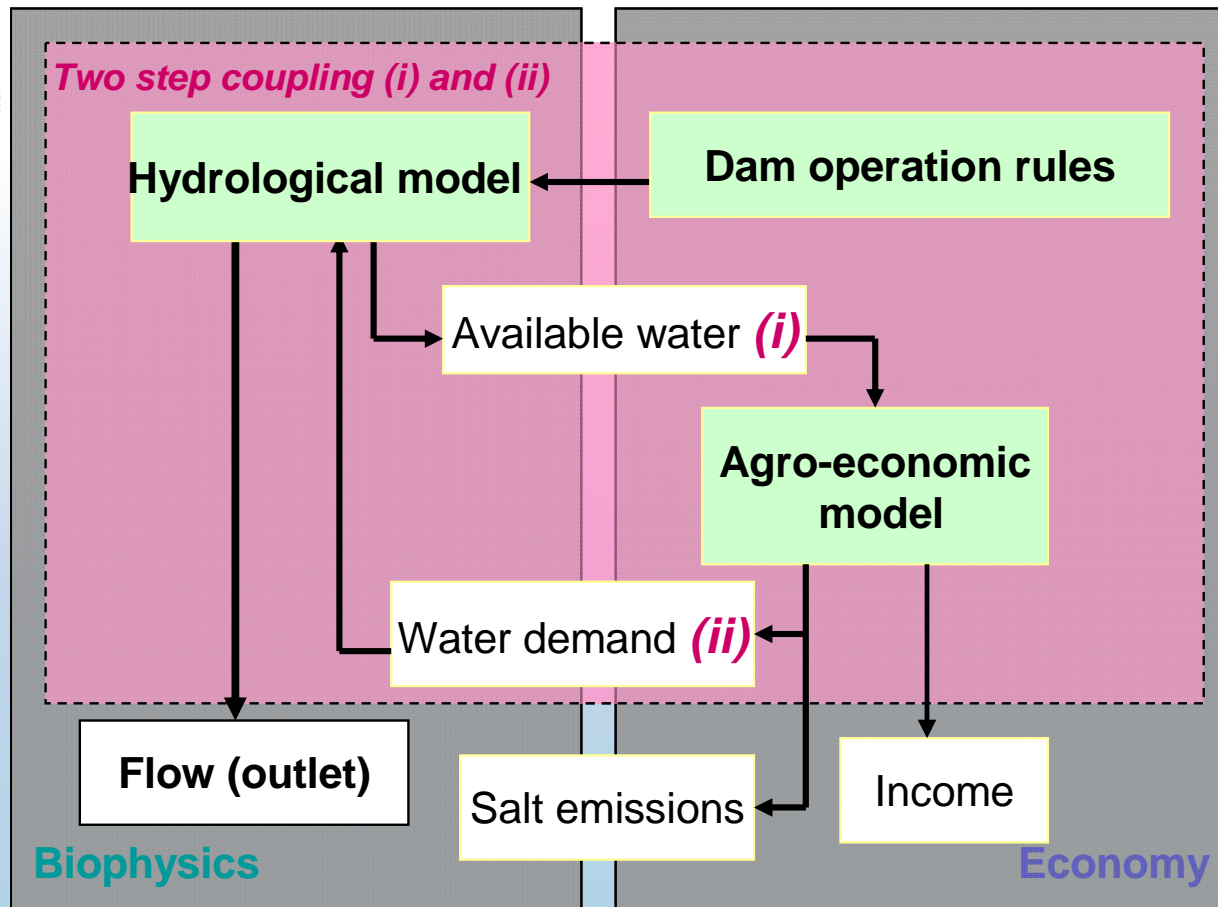 Two step coupling (i) and (ii)
Hydrological model
Dam operation rules
Available water (i)
Agro-economic
model
Water demand (ii)
Flow (outlet)
Salt emissions
Income
Biophysics
Economy